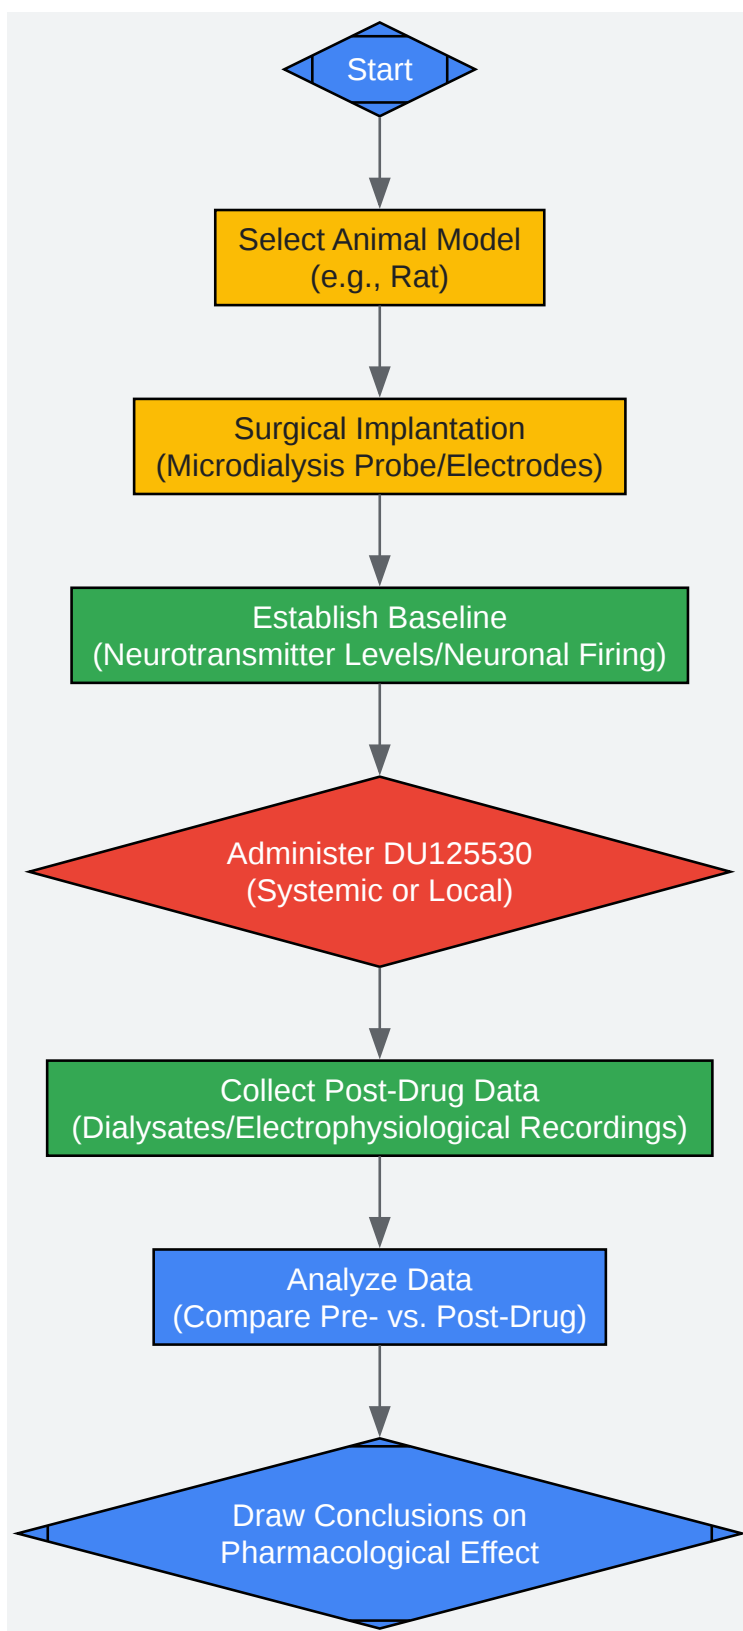 Start
Select Animal Model
(e.g., Rat)
Surgical Implantation
(Microdialysis Probe/Electrodes)
Establish Baseline
(Neurotransmitter Levels/Neuronal Firing)
Administer DU125530
(Systemic or Local)
Collect Post-Drug Data
(Dialysates/Electrophysiological Recordings)
Analyze Data
(Compare Pre- vs. Post-Drug)
Draw Conclusions on
Pharmacological Effect